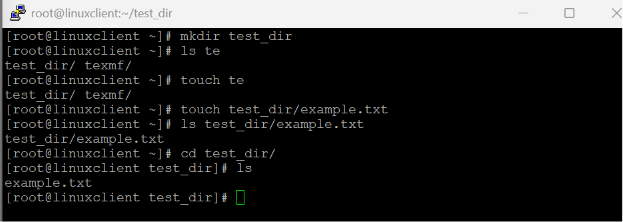 root@linuxclient:~/test_dir
[root@linuxclient ~]# mkdir test_dir
[root@linuxclient ~]# ls te
test_dir/ texmf/
[root@linuxclient ~]# touch te
test_dir/ texmf/
[root@linuxclient ~]# touch test_dir/example.txt
[root@linuxclient ~]# ls test_dir/example.txt
test_dir/example.txt
[root@linuxclient ~]# cd test_dir/
[root@linuxclient test_dir]# ls
example.txt
[root@linuxclient test_dir]#